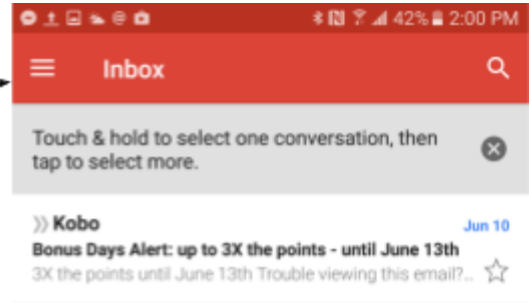 42% 2:00 PM
Inbox
Touch & hold to select one conversation, then
tap to select more.
Kobo Jun 10
Bonus Days Alert: up to 3X the points - until June 13th
3X the points until June 13th Trouble viewing this email?..